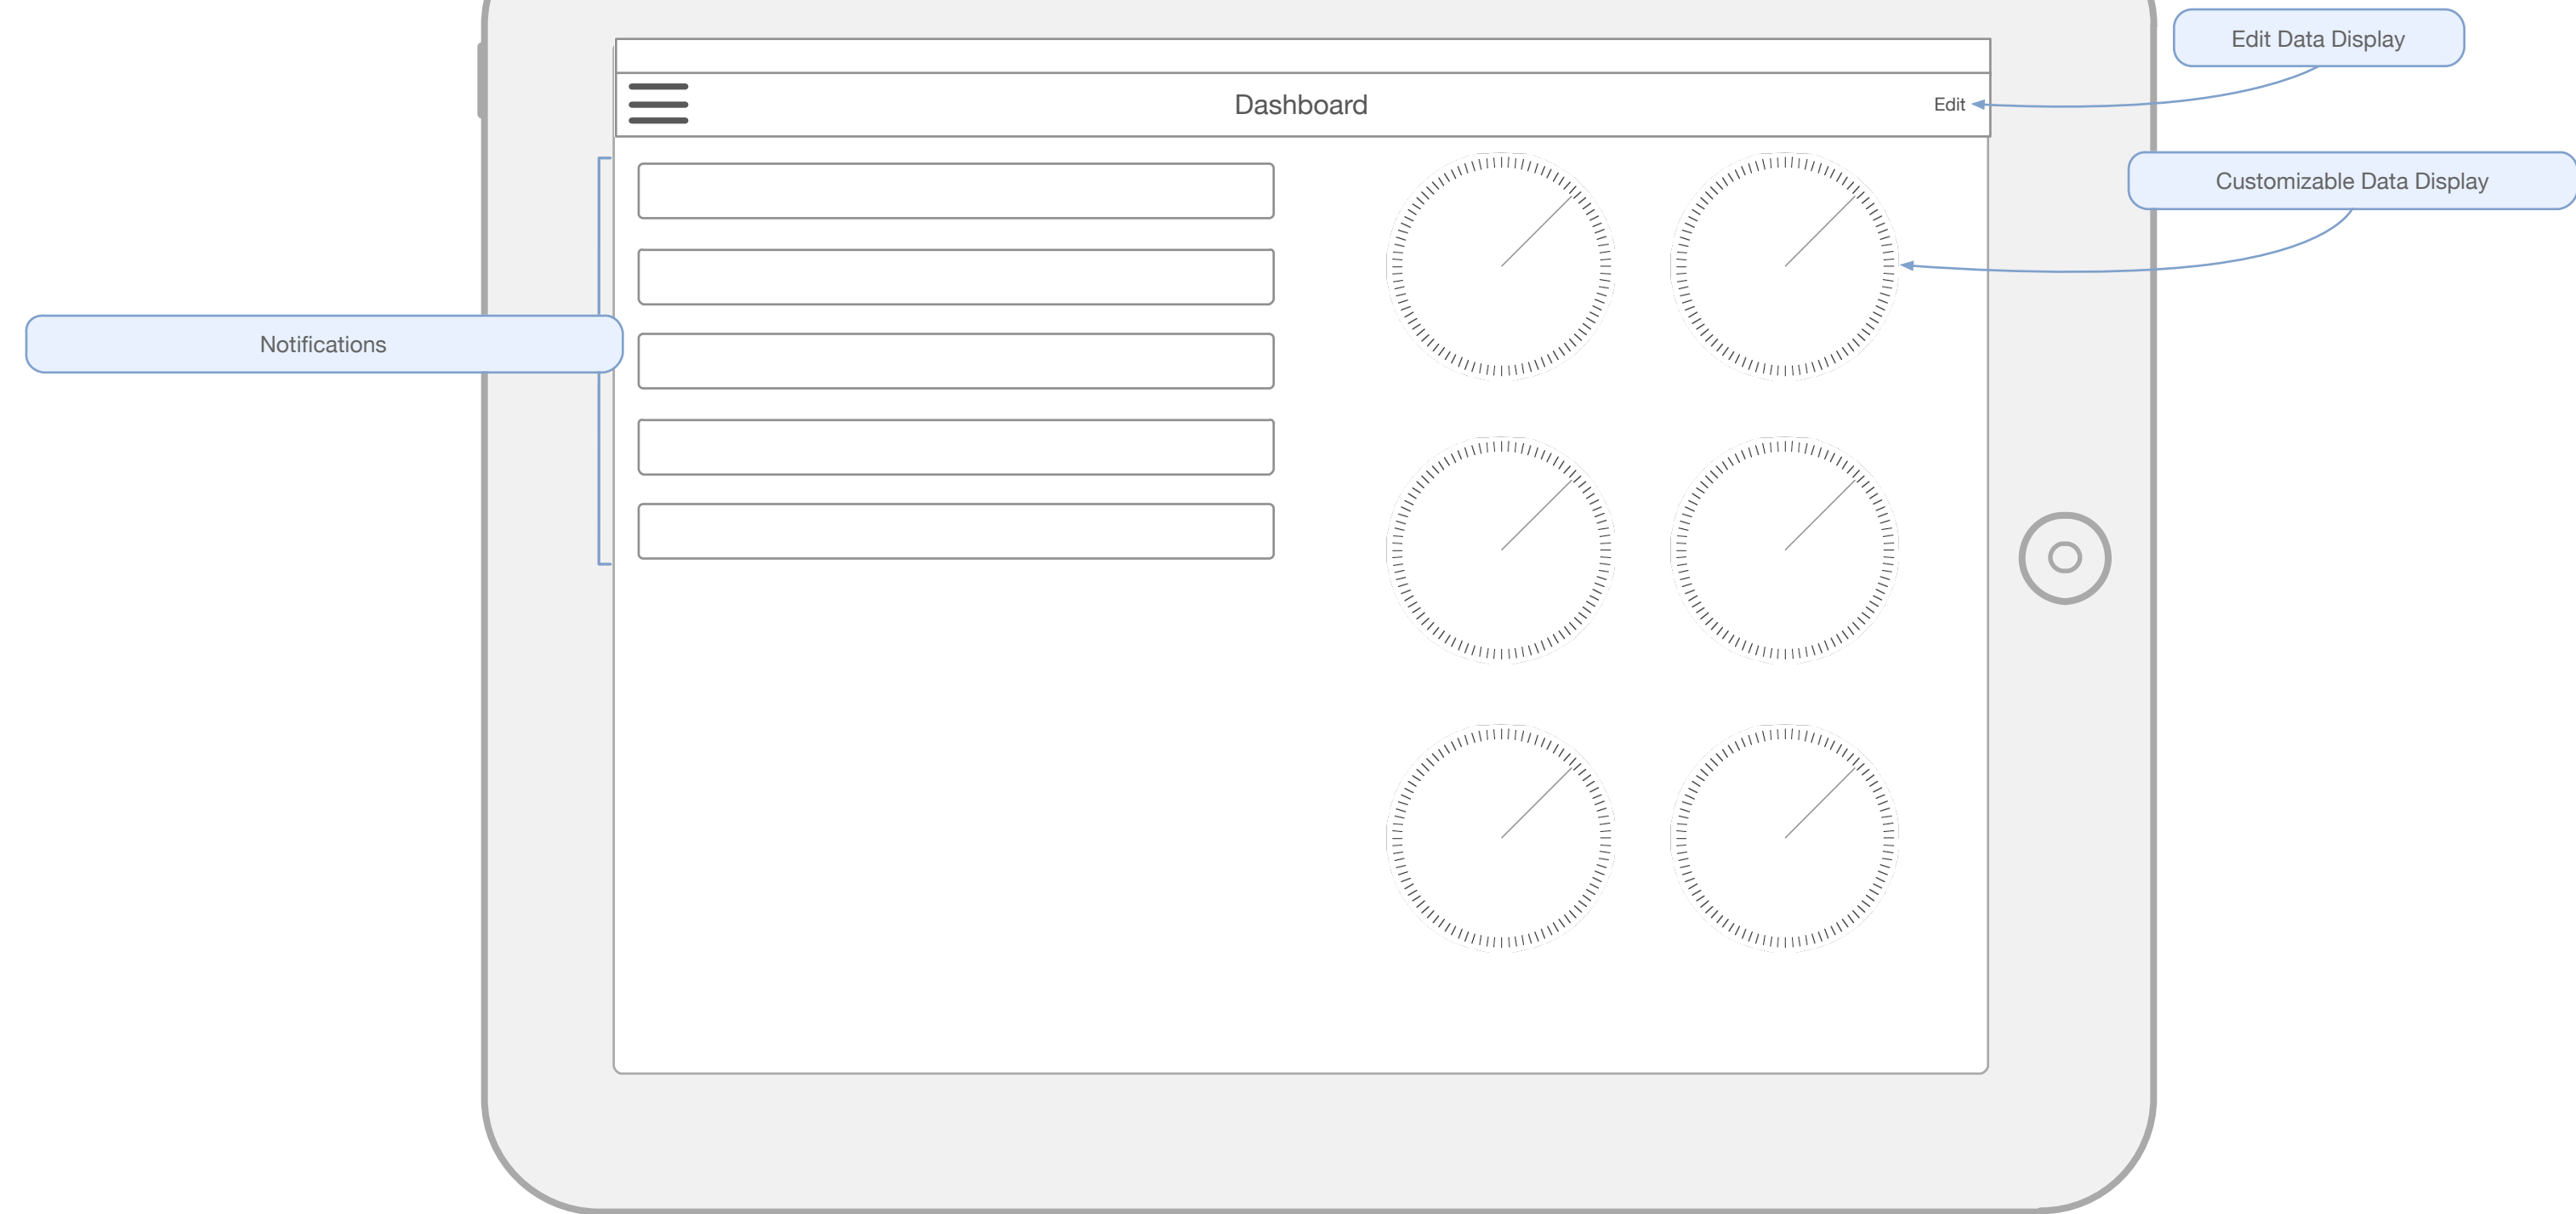 Edit Data Display
Dashboard
Edit
Customizable Data Display
Notifications